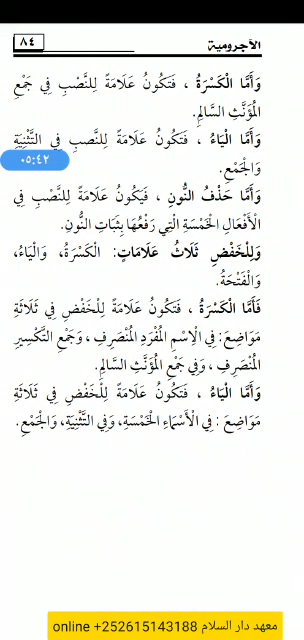 الآجرومية ٨٤
وَأَمَّا الْكَسْرَةُ ، فَتَكُونُ عَلَامَةً لِلنَّصْبِ فِي جَمْعِ
الْمُؤَنَّثِ السَّالِمِ.
وَأَمَّا الْيَاءُ ، فَتَكُونُ عَلَامَةً لِلنَّصبِ فِي التَّثْنِيَةِ
وَالْجَمْعِ.
٠٥:٤٢
وَأَمَّا حَذْفُ النُّونِ ، فَيَكُونُ عَلَامَةً لِلنَّصْبِ فِي
الْأَفْعَالِ الْخَمْسَةِ الَّتِي رَفْعُهَا بِثَبَاتِ النُّونِ.
وَلِلْخَفْضِ ثَلَاثُ عَلَامَاتٍ: الْكَسْرَةُ، وَالْيَاءُ،
وَالْفَتْحَةُ.
فَأَمَّا الْكَسْرَةُ ، فَتَكُونُ عَلَامَةً لِلْخَفْضِ فِي ثَلَاثَةِ
مَوَاضِعَ: فِي الْاِسْمِ الْمُفْرَدِ الْمُنْصَرِفِ ، وَجَمْعِ التَّكْسِيرِ
الْمُنْصَرِفِ ، وَفِي جَمْعِ الْمُؤَنَّثِ السَّالِمِ.
وَأَمَّا الْيَاءُ ، فَتَكُونُ عَلَامَةً لِلْخَفْضِ فِي ثَلَاثَةِ
مَوَاضِعَ : فِي الْأَسْمَاءِ الْخَمْسَةِ، وَفِي التَّثْنِيَةِ، وَالْجَمْعِ.
معهد دار السلام online +252615143188